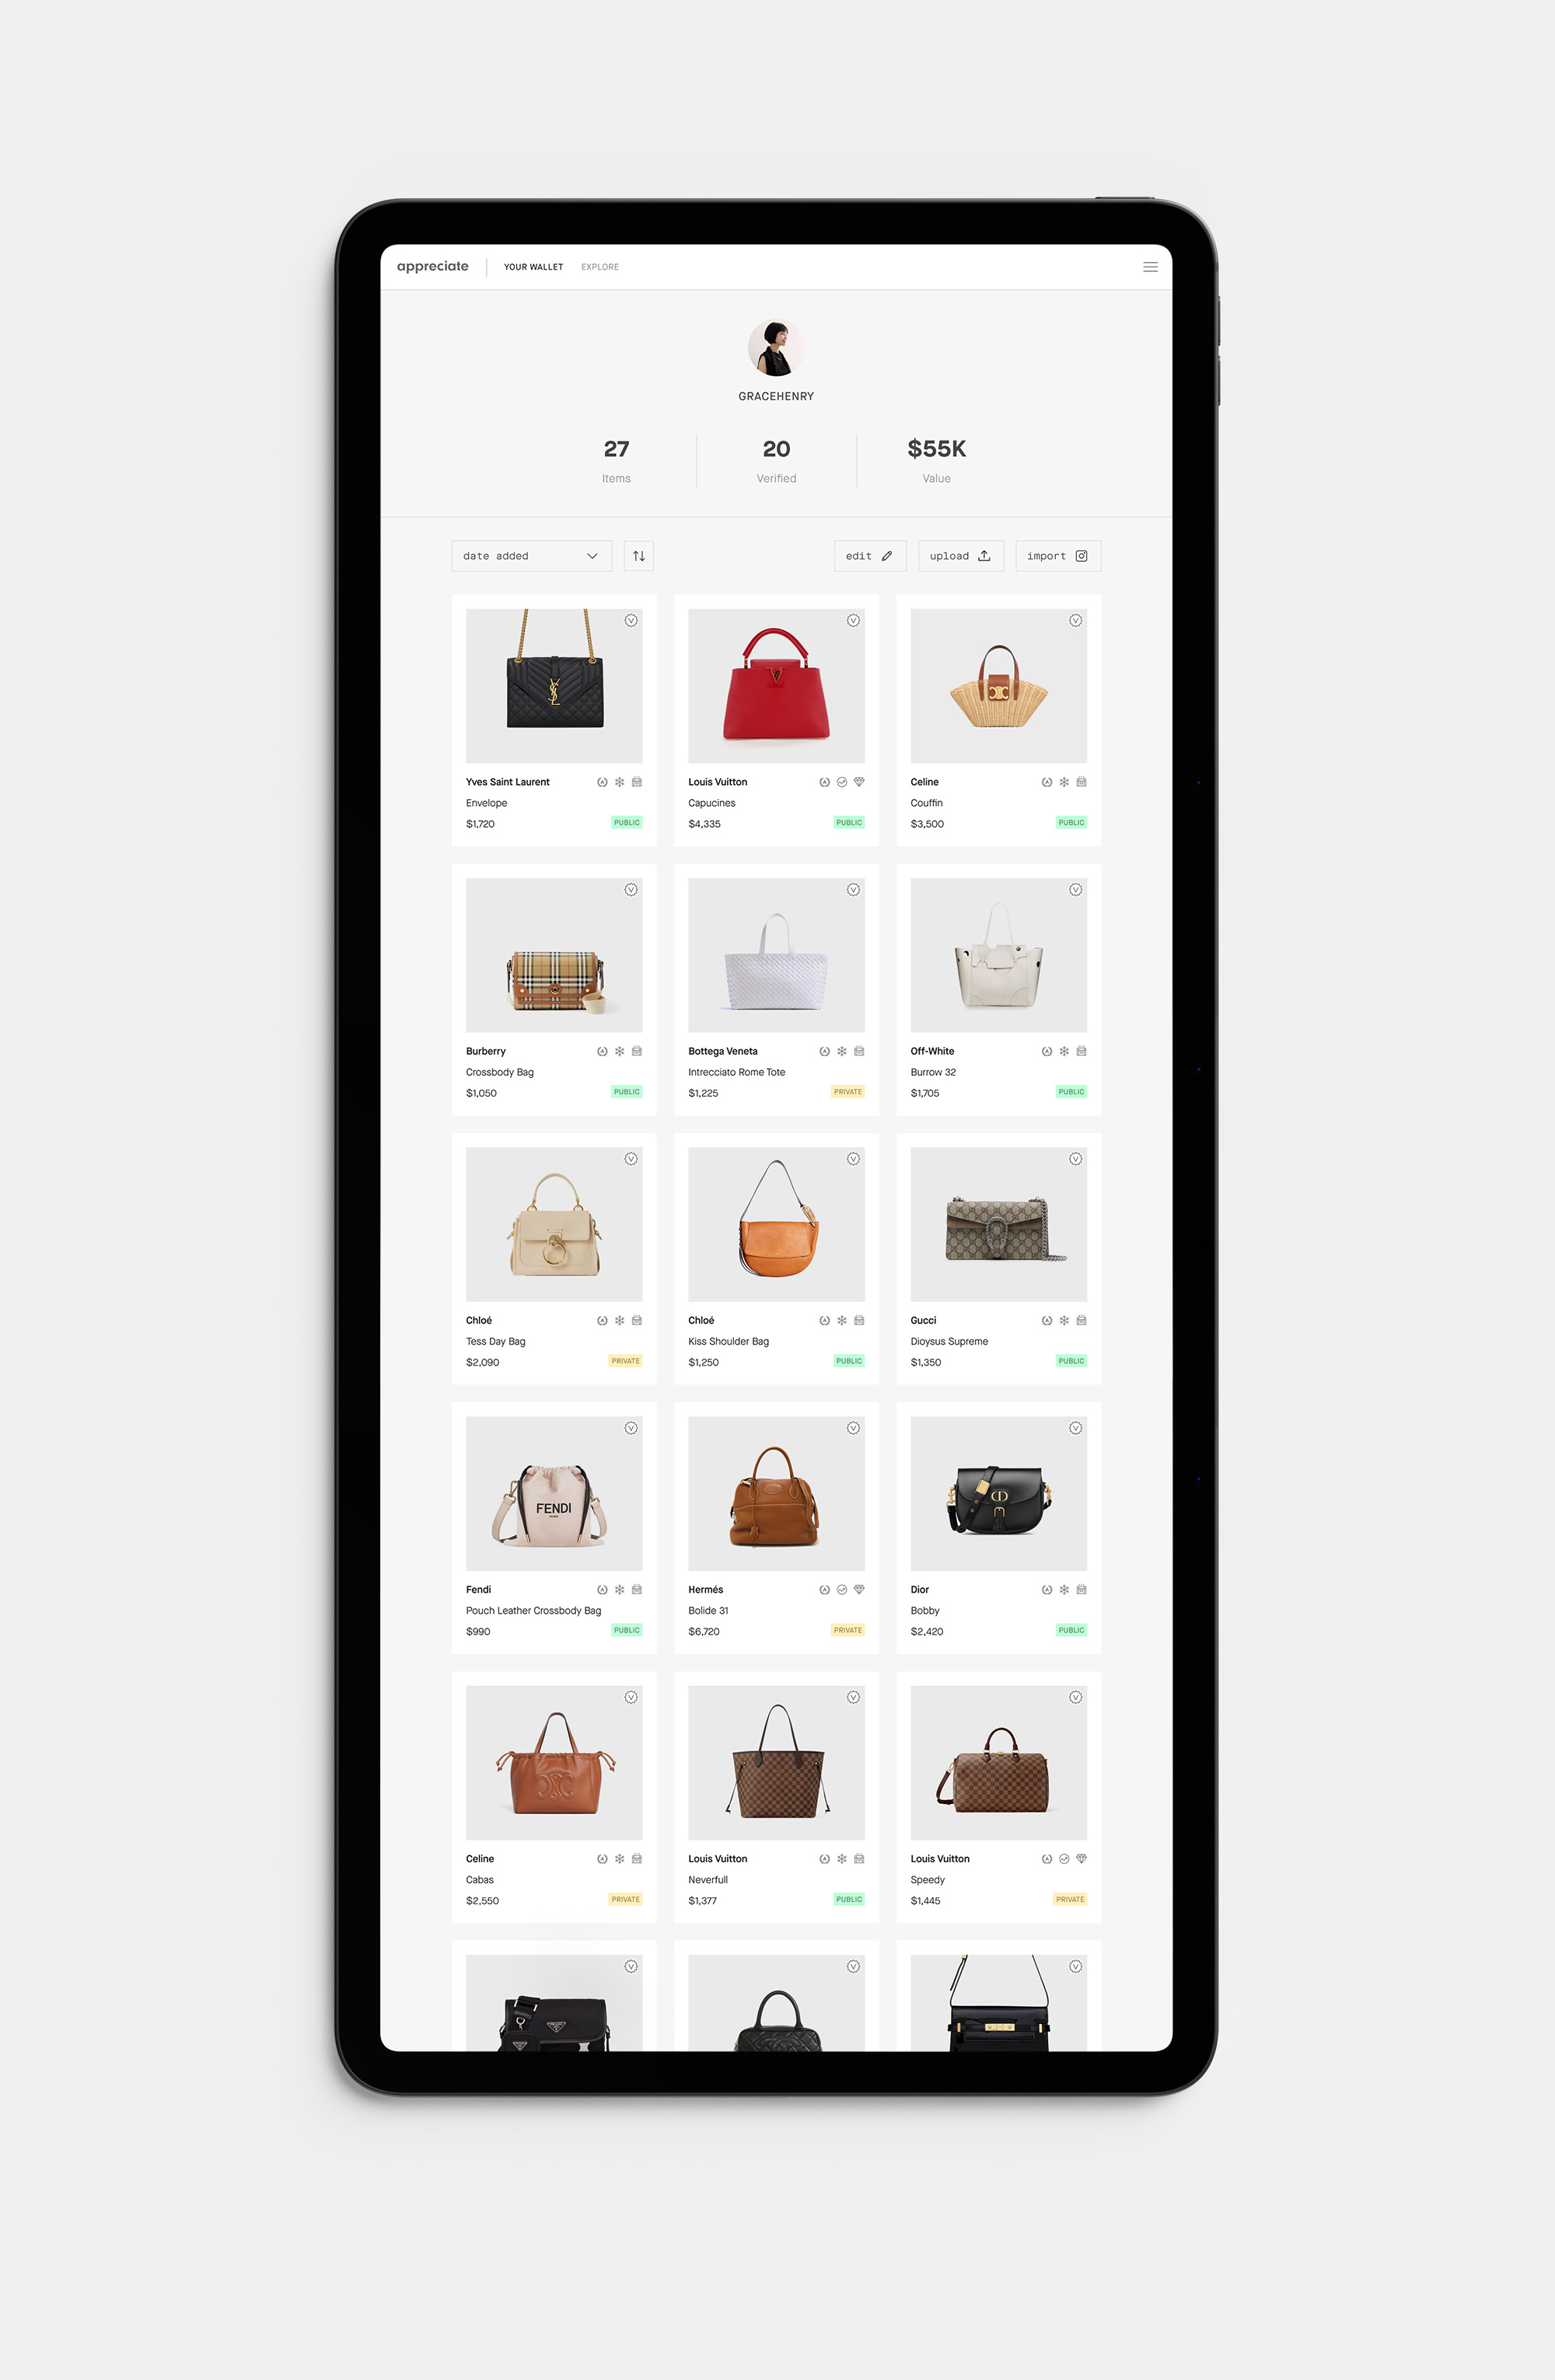 appreciate
YOUR WALLET
EXPLORE
GRACEHENRY
27
Items
20
Verified
$55K
Value
date added
edit
upload
import
Yves Saint Laurent
Envelope
$1,720
PUBLIC
Louis Vuitton
Capucines
$4,335
PUBLIC
Celine
Couffin
$3,500
PUBLIC
Burberry
Crossbody Bag
$1,050
PUBLIC
Bottega Veneta
Intrecciato Rome Tote
$1,225
PRIVATE
Off-White
Burrow 32
$1,705
PUBLIC
Chloé
Tess Day Bag
$2,090
PRIVATE
Chloé
Kiss Shoulder Bag
$1,250
PUBLIC
Gucci
Dioysus Supreme
$1,350
PUBLIC
FENDI
ROMA
Fendi
Pouch Leather Crossbody Bag
$990
PUBLIC
Hermés
Bolide 31
$6,720
PRIVATE
Dior
Bobby
$2,420
PUBLIC
Celine
Cabas
$2,550
PRIVATE
Louis Vuitton
Neverfull
$1,377
PUBLIC
Louis Vuitton
Speedy
$1,445
PRIVATE
PRADA